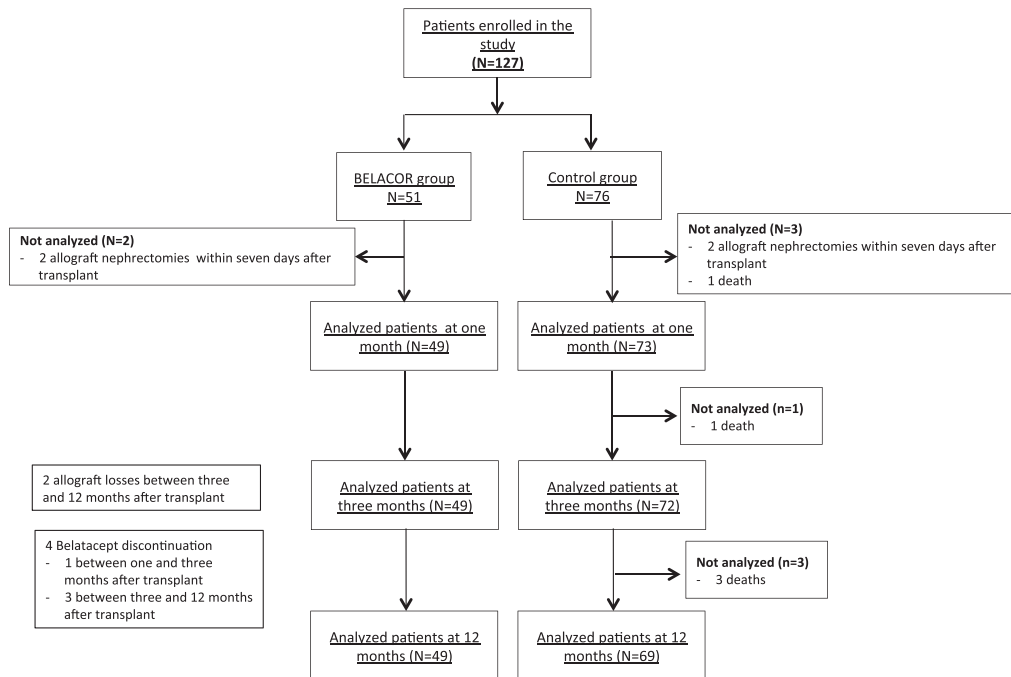 Patients enrolled in the
study
(N=127)
BELACOR group
N=51
Control group
N=76
Not analyzed (N=2)
- 2 allograft nephrectomies within seven days after
transplant
Not analyzed (N=3)
- 2 allograft nephrectomies within seven days after
transplant
- 1 death
Analyzed patients at one
month (N=49)
Analyzed patients at one
month (N=73)
Not analyzed (n=1)
- 1 death
2 allograft losses between three
and 12 months after transplant
Analyzed patients at
three months (N=49)
Analyzed patients at
three months (N=72)
4 Belatacept discontinuation
- 1 between one and three
months after transplant
- 3 between three and 12 months
after transplant
Not analyzed (n=3)
- 3 deaths
Analyzed patients at 12
months (N=49)
Analyzed patients at 12
months (N=69)